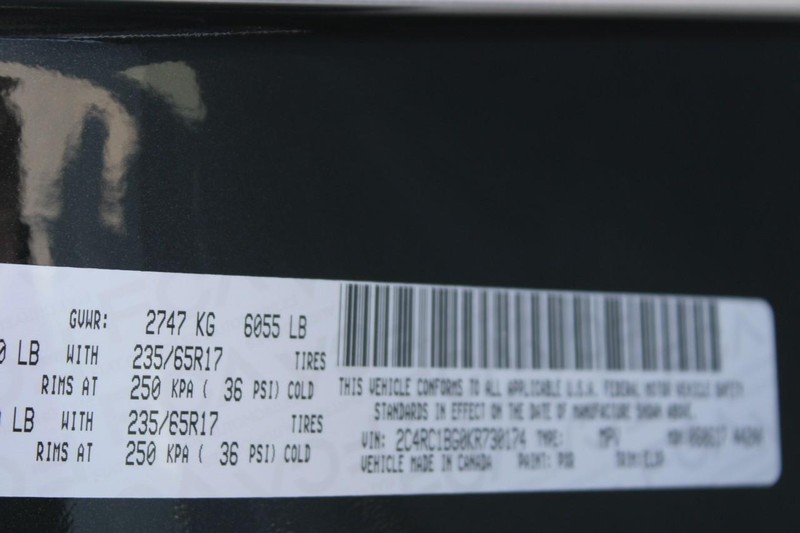 GVWR: 2747 KG 6055 LB
0 LB WITH 235/65R17 TIRES
RIMS AT 250 KPA ( 36 PSI) COLD
LB WITH 235/65R17 TIRES
RIMS AT 250 KPA ( 36 PSI) COLD
THIS VEHICLE CONFORMS TO ALL APPLICABLE U.S.A. FEDERAL MOTOR VEHICLE SAFETY
STANDARDS IN EFFECT ON THE DATE OF MANUFACTURE SHOWN ABOVE.
VIN: 2C4RC1BG0KR730174 TYPE: MPV
VEHICLE MADE IN CANADA PAINT: TRIM: